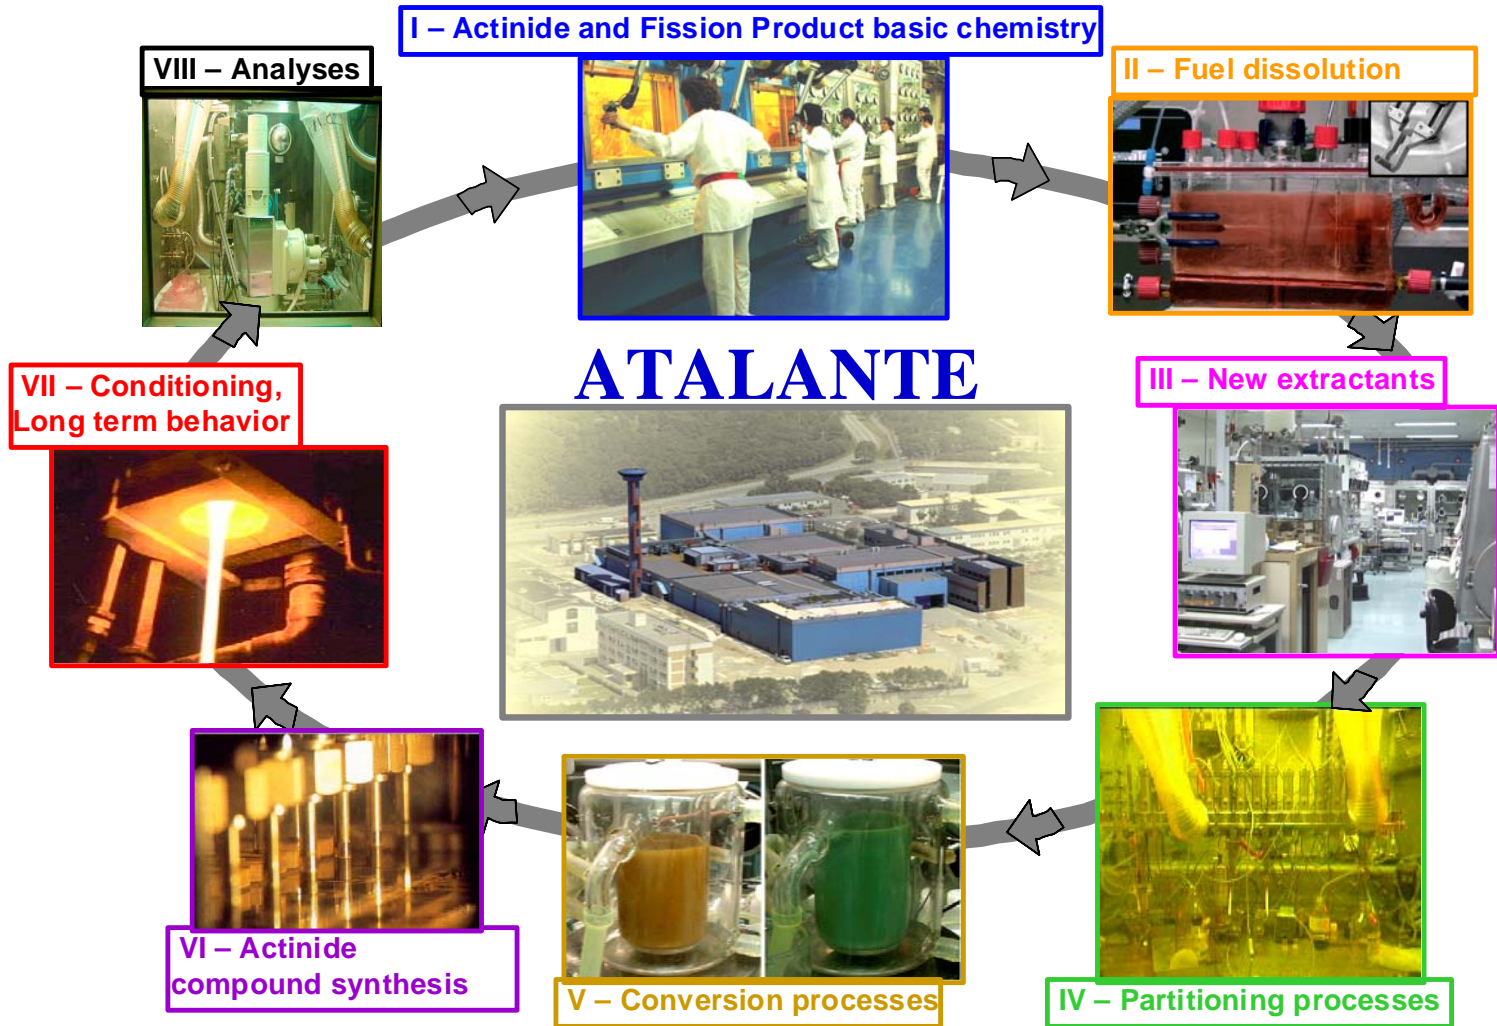 I – Actinide and Fission Product basic chemistry
VIII – Analyses
II – Fuel dissolution
ATALANTE
VII – Conditioning,
Long term behavior
III – New extractants
VI – Actinide
compound synthesis
V – Conversion processes
IV – Partitioning processes